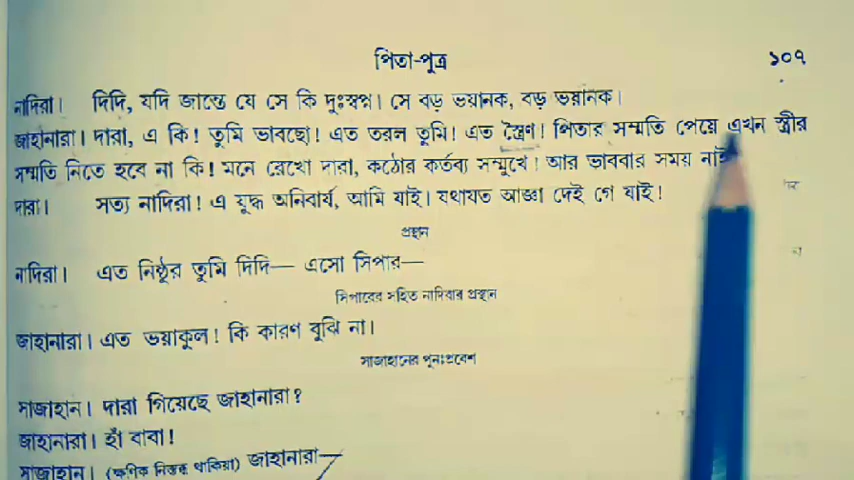 পিতা-পুত্র ১০৭
নাদিরা। দিদি, যদি জান্তে যে সে কি দুঃস্বপ্ন। সে বড় ভয়ানক, বড় ভয়ানক।
জাহানারা। দারা, এ কি! তুমি ভাবছো! এত তরল তুমি! এত স্ত্রৈণ! পিতার সম্মতি পেয়ে এখন স্ত্রীর
সম্মতি নিতে হবে না কি! মনে রেখো দারা, কঠোর কর্তব্য সম্মুখে! আর ভাববার সময় নাই
দারা। সত্য নাদিরা! এ যুদ্ধ অনিবার্য, আমি যাই। যথাযত আজ্ঞা দেই গে যাই!
প্রস্থান
নাদিরা। এত নিষ্ঠুর তুমি দিদি— এসো সিপার—
সিপারের সহিত নাদিরার প্রস্থান
জাহানারা। এত ভয়াকুল! কি কারণ বুঝি না।
সাজাহানের পুনঃপ্রবেশ
সাজাহান। দারা গিয়েছে জাহানারা?
জাহানারা। হাঁ বাবা!
সাজাহান। (ক্ষণিক নিস্তব্ধ থাকিয়া) জাহানারা—